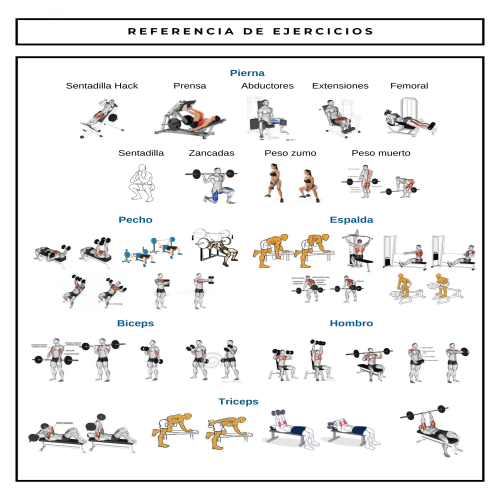 REFERENCIA DE EJERCICIOS
Pierna
Sentadilla Hack Prensa Abductores Extensiones Femoral
Sentadilla Zancadas Peso zumo Peso muerto
Pecho Espalda
Biceps Hombro
Triceps